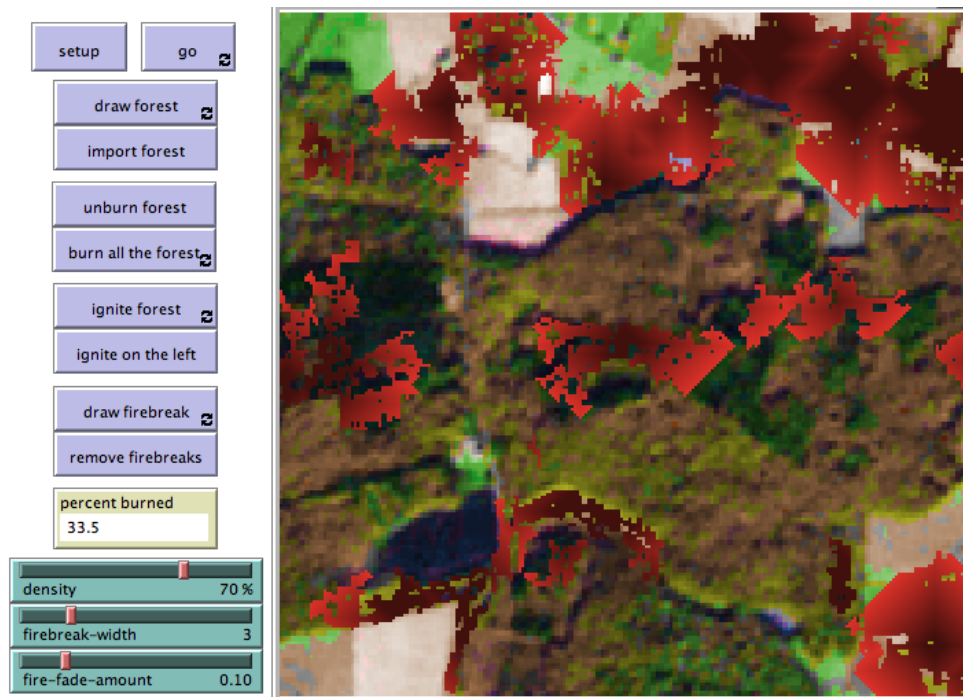 setup
go
draw forest
import forest
unburn forest
burn all the forest
ignite forest
ignite on the left
draw firebreak
remove firebreaks
percent burned
33.5
density 70 %
firebreak-width 3
fire-fade-amount 0.10